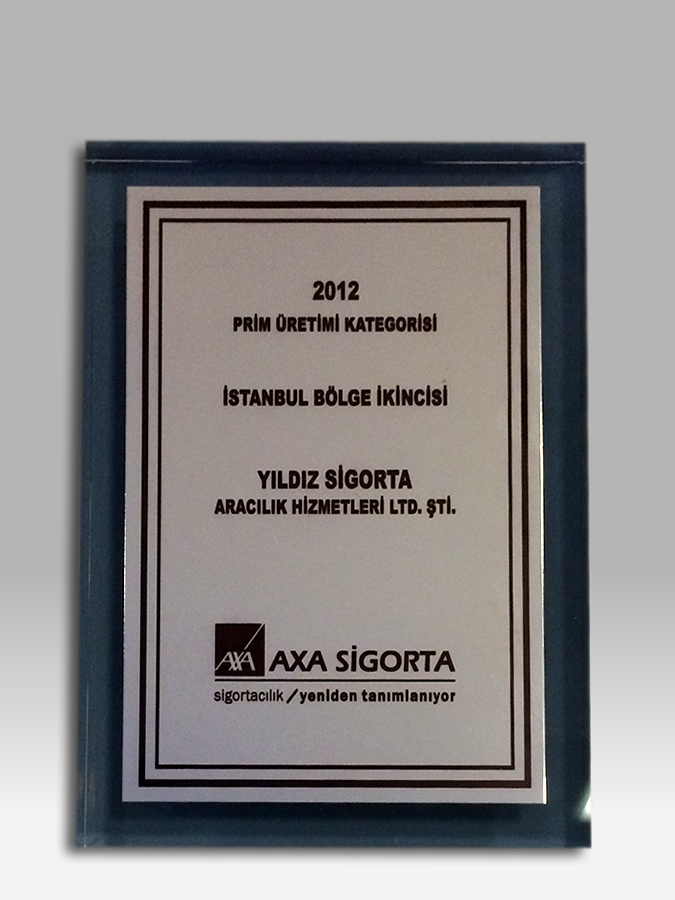 2012
PRİM ÜRETİMİ KATEGORİSİ
İSTANBUL BÖLGE İKİNCİSİ
YILDIZ SİGORTA
ARACILIK HİZMETLERİ LTD. ŞTİ.
AXA AXA SİGORTA
sigortacılık / yeniden tanımlanıyor